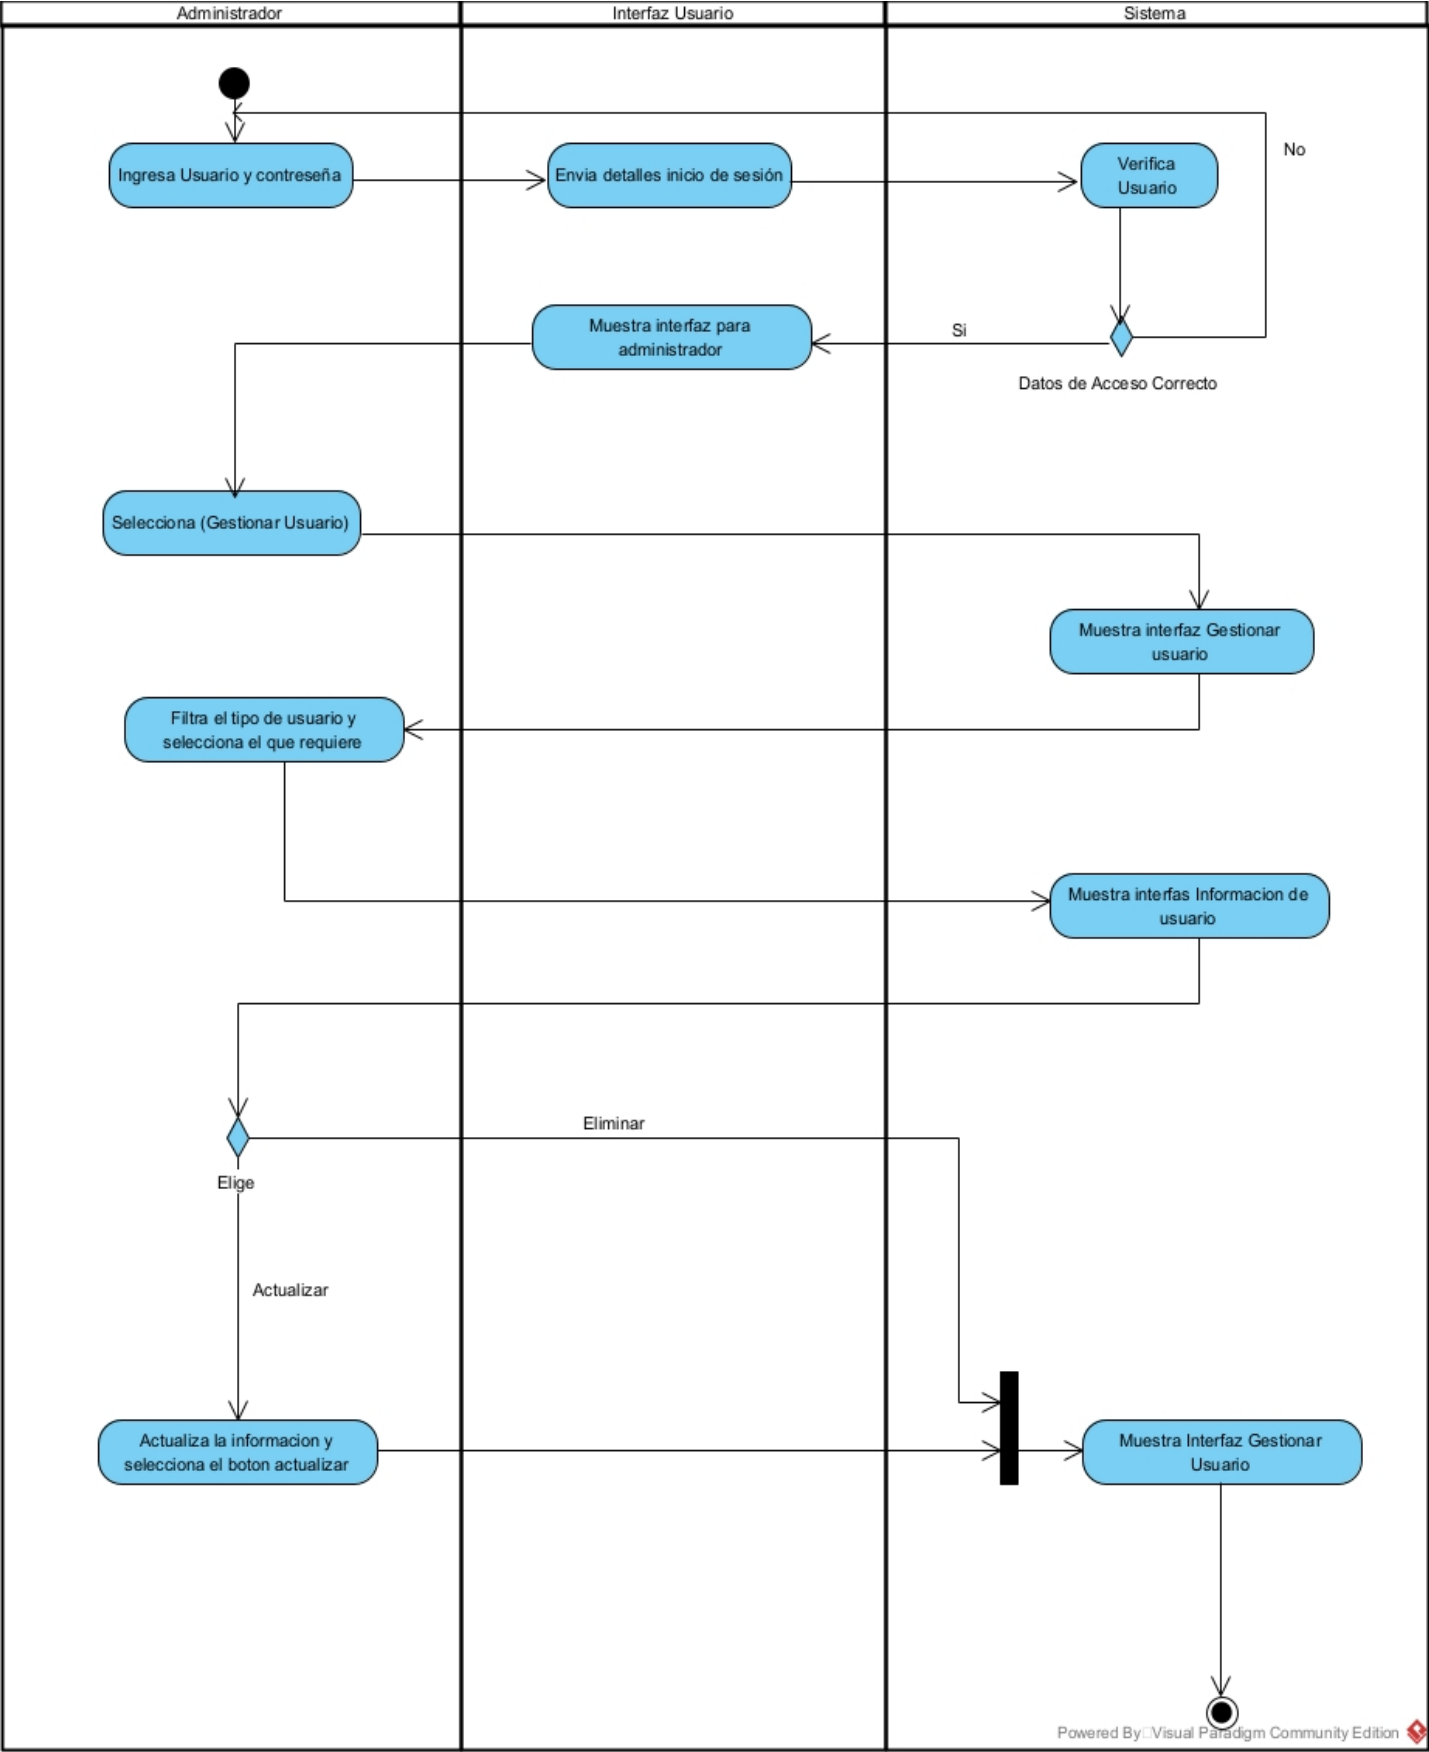 Administrador
Interfaz Usuario
Sistema
Ingresa Usuario y contreseña
Envia detalles inicio de sesión
Verifica
Usuario
No
Muestra interfaz para
administrador
Si
Datos de Acceso Correcto
Selecciona (Gestionar Usuario)
Muestra interfaz Gestionar
usuario
Filtra el tipo de usuario y
selecciona el que requiere
Muestra interfas Informacion de
usuario
Eliminar
Elige
Actualizar
Actualiza la informacion y
selecciona el boton actualizar
Muestra Interfaz Gestionar
Usuario
Powered By Visual Paradigm Community Edition